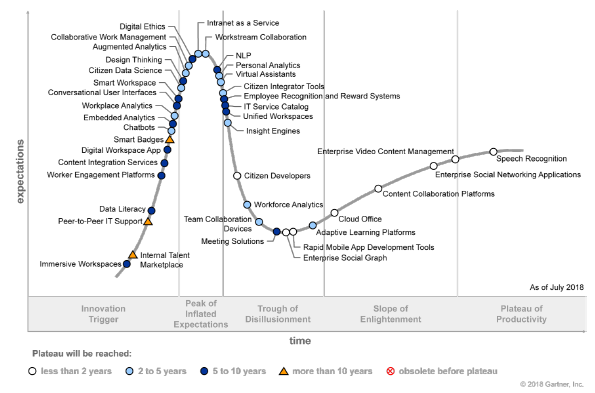 Digital Ethics
Intranet as a Service
Collaborative Work Management
Workstream Collaboration
Augmented Analytics
Design Thinking
NLP
Citizen Data Science
Personal Analytics
Virtual Assistants
Smart Workspace
Citizen Integrator Tools
Conversational User Interfaces
Employee Recognition and Reward Systems
Workplace Analytics
IT Service Catalog
Embedded Analytics
Unified Workspaces
Chatbots
Insight Engines
Smart Badges
Digital Workspace App
Enterprise Video Content Management
Content Integration Services
Speech Recognition
Worker Engagement Platforms
Citizen Developers
Enterprise Social Networking Applications
Content Collaboration Platforms
Data Literacy
Workforce Analytics
Peer-to-Peer IT Support
Team Collaboration
Devices
Cloud Office
Adaptive Learning Platforms
Meeting Solutions
Rapid Mobile App Development Tools
Internal Talent
Marketplace
Enterprise Social Graph
Immersive Workspaces
expectations
As of July 2018
Innovation
Trigger
Peak of
Inflated
Expectations
Trough of
Disillusionment
Slope of
Enlightenment
Plateau of
Productivity
time
Plateau will be reached:
less than 2 years
2 to 5 years
5 to 10 years
more than 10 years
obsolete before plateau
© 2018 Gartner, Inc.